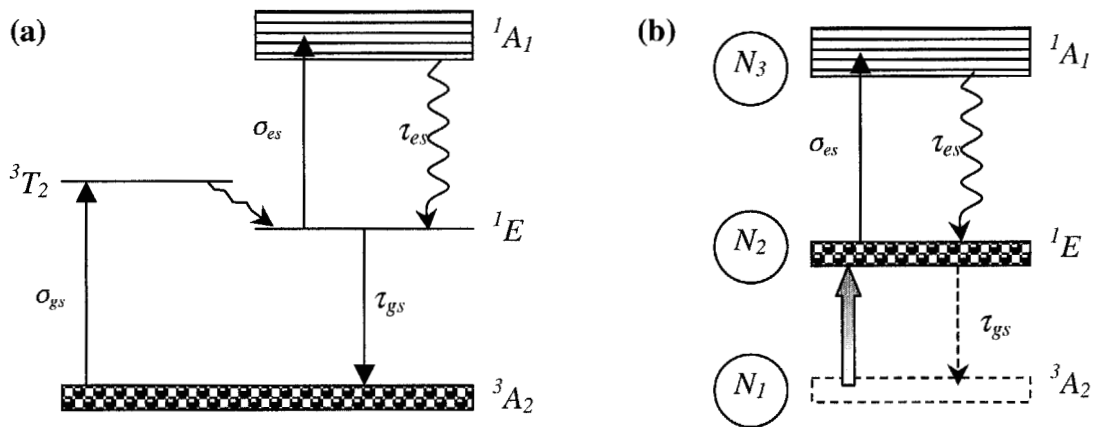 (a)
¹A₁
σes
τes
³T₂
¹E
σgs
τgs
³A₂
(b)
N₃
¹A₁
σes
τes
N₂
¹E
τgs
N₁
³A₂